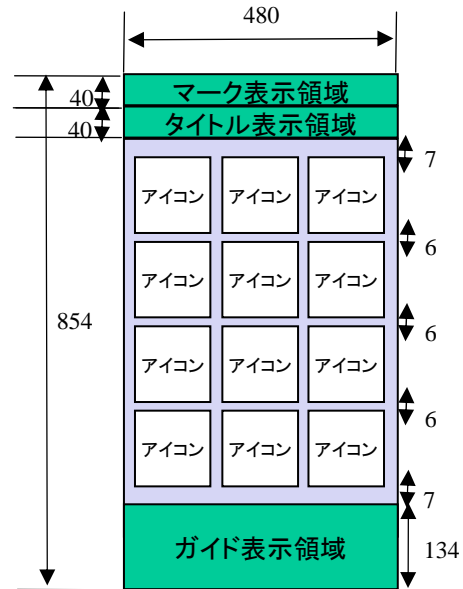 480
マーク表示領域
40
タイトル表示領域
40
7
アイコン アイコン アイコン
6
アイコン アイコン アイコン
854
6
アイコン アイコン アイコン
6
アイコン アイコン アイコン
7
ガイド表示領域
134